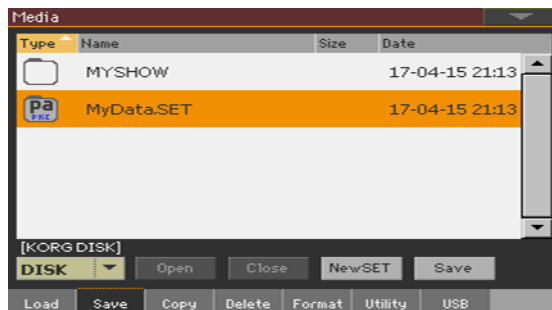 Media
Type Name Size Date
MYSHOW 17-04-15 21:13
pa PKG MyData.SET 17-04-15 21:13
[KORG DISK]
DISK Open Close NewSET Save
Load Save Copy Delete Format Utility USB